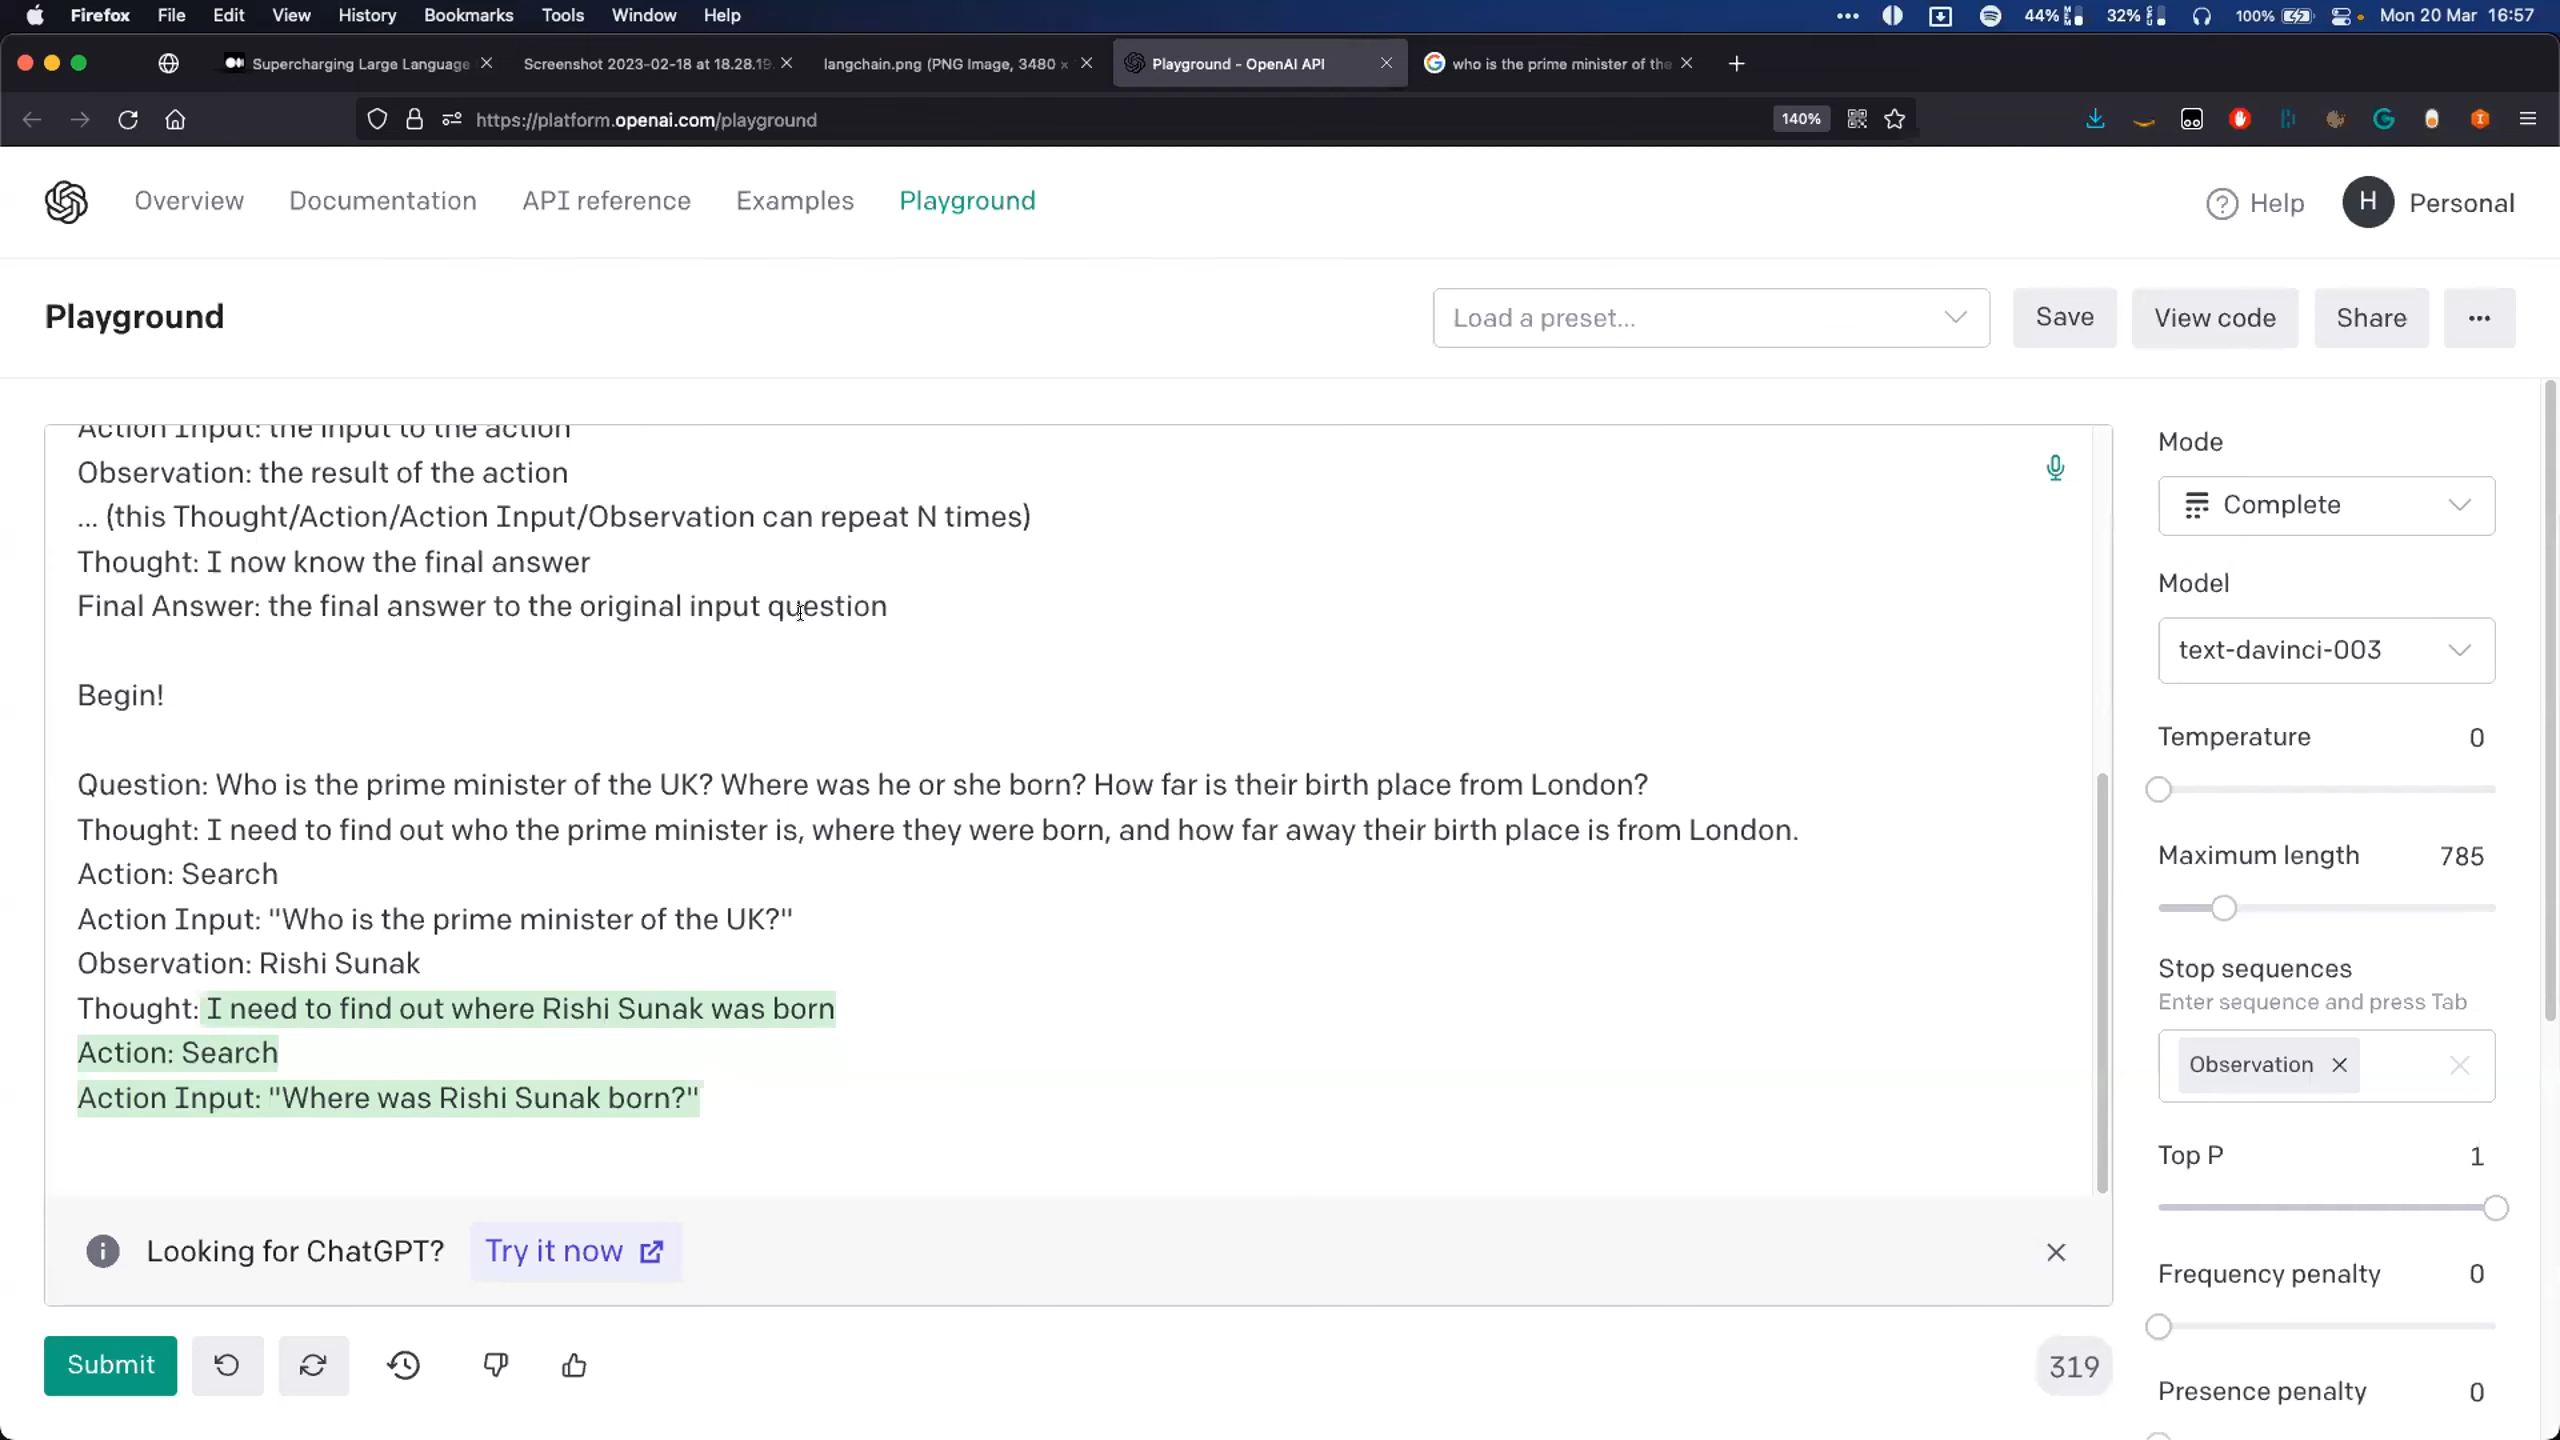 Firefox File Edit View History Bookmarks Tools Window Help 44% 32% 100% Mon 20 Mar 16:57
Supercharging Large Language Screenshot 2023-02-18 at 18.28.19. langchain.png (PNG Image, 3480 × Playground - OpenAI API who is the prime minister of the
https://platform.openai.com/playground 140%
Overview Documentation API reference Examples Playground Help H Personal
Playground Load a preset... Save View code Share ...
Action Input: the input to the action
Observation: the result of the action
... (this Thought/Action/Action Input/Observation can repeat N times)
Thought: I now know the final answer
Final Answer: the final answer to the original input question
Begin!
Question: Who is the prime minister of the UK? Where was he or she born? How far is their birth place from London?
Thought: I need to find out who the prime minister is, where they were born, and how far away their birth place is from London.
Action: Search
Action Input: "Who is the prime minister of the UK?"
Observation: Rishi Sunak
Thought: I need to find out where Rishi Sunak was born
Action: Search
Action Input: "Where was Rishi Sunak born?"
Looking for ChatGPT? Try it now
Submit 319
Mode
Complete
Model
text-davinci-003
Temperature 0
Maximum length 785
Stop sequences
Enter sequence and press Tab
Observation
Top P 1
Frequency penalty 0
Presence penalty 0